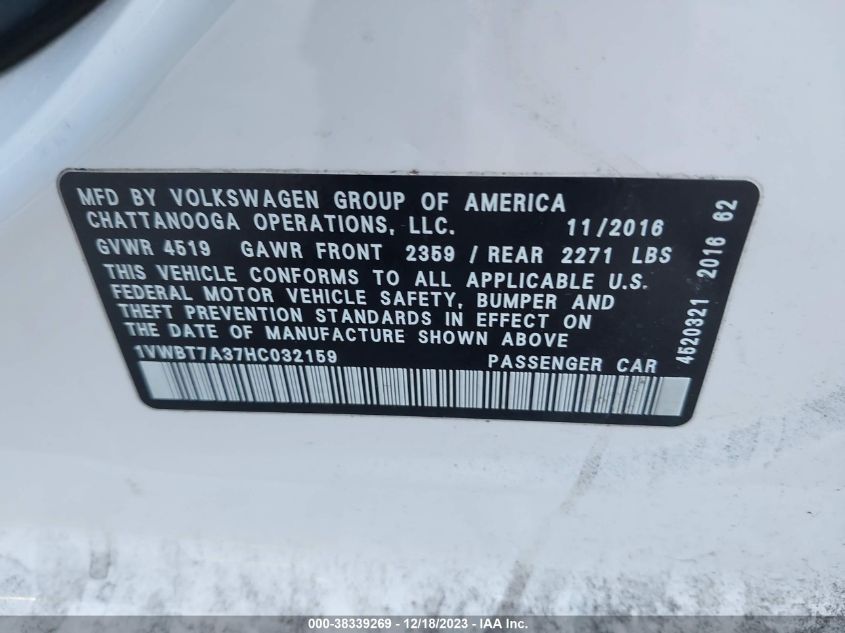 MFD BY VOLKSWAGEN GROUP OF AMERICA
CHATTANOOGA OPERATIONS, LLC. 11/2016
GVWR 4519 GAWR FRONT 2359 / REAR 2271 LBS
THIS VEHICLE CONFORMS TO ALL APPLICABLE U.S.
FEDERAL MOTOR VEHICLE SAFETY, BUMPER AND
THEFT PREVENTION STANDARDS IN EFFECT ON
THE DATE OF MANUFACTURE SHOWN ABOVE
1VWBT7A37HC032159 PASSENGER CAR
4520321 2016 62
000-38339269 - 12/18/2023 - IAA Inc.